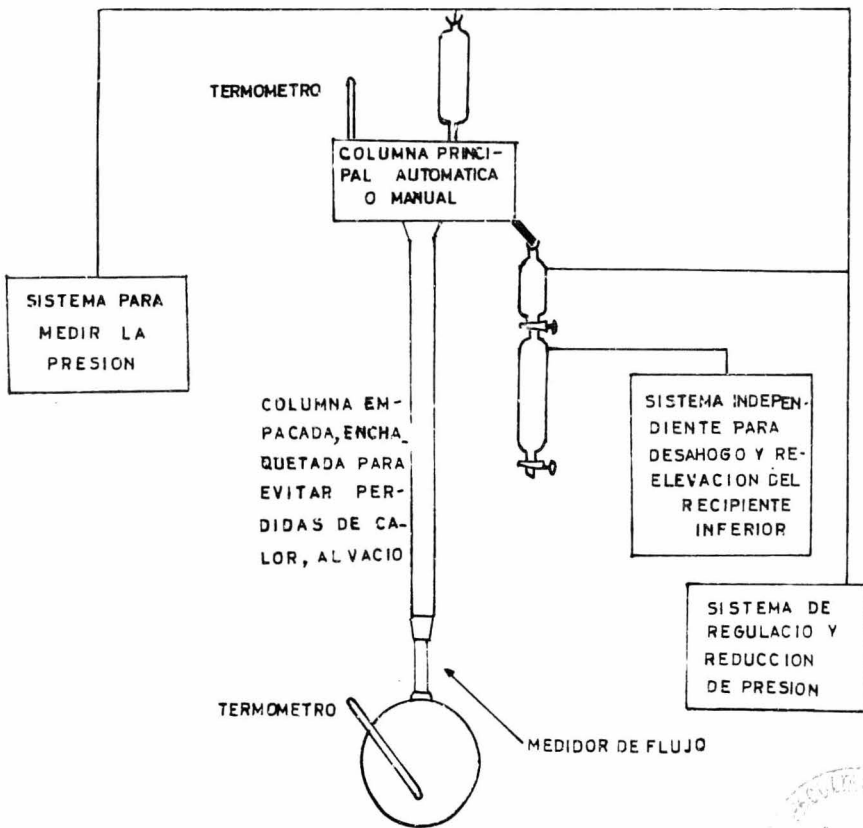 TERMOMETRO
COLUMNA PRINCI-
PAL AUTOMATICA
O MANUAL
SISTEMA PARA
MEDIR LA
PRESION
COLUMNA EM-
PACADA, ENCHA_
QUETADA PARA
EVITAR PER-
DIDAS DE CA-
LOR, AL VACIO
SISTEMA INDEPEN-
DIENTE PARA
DESAHOGO Y RE-
ELEVACION DEL
RECIPIENTE
INFERIOR
SISTEMA DE
REGULACIO Y
REDUCCION
DE PRESION
TERMOMETRO
MEDIDOR DE FLUJO